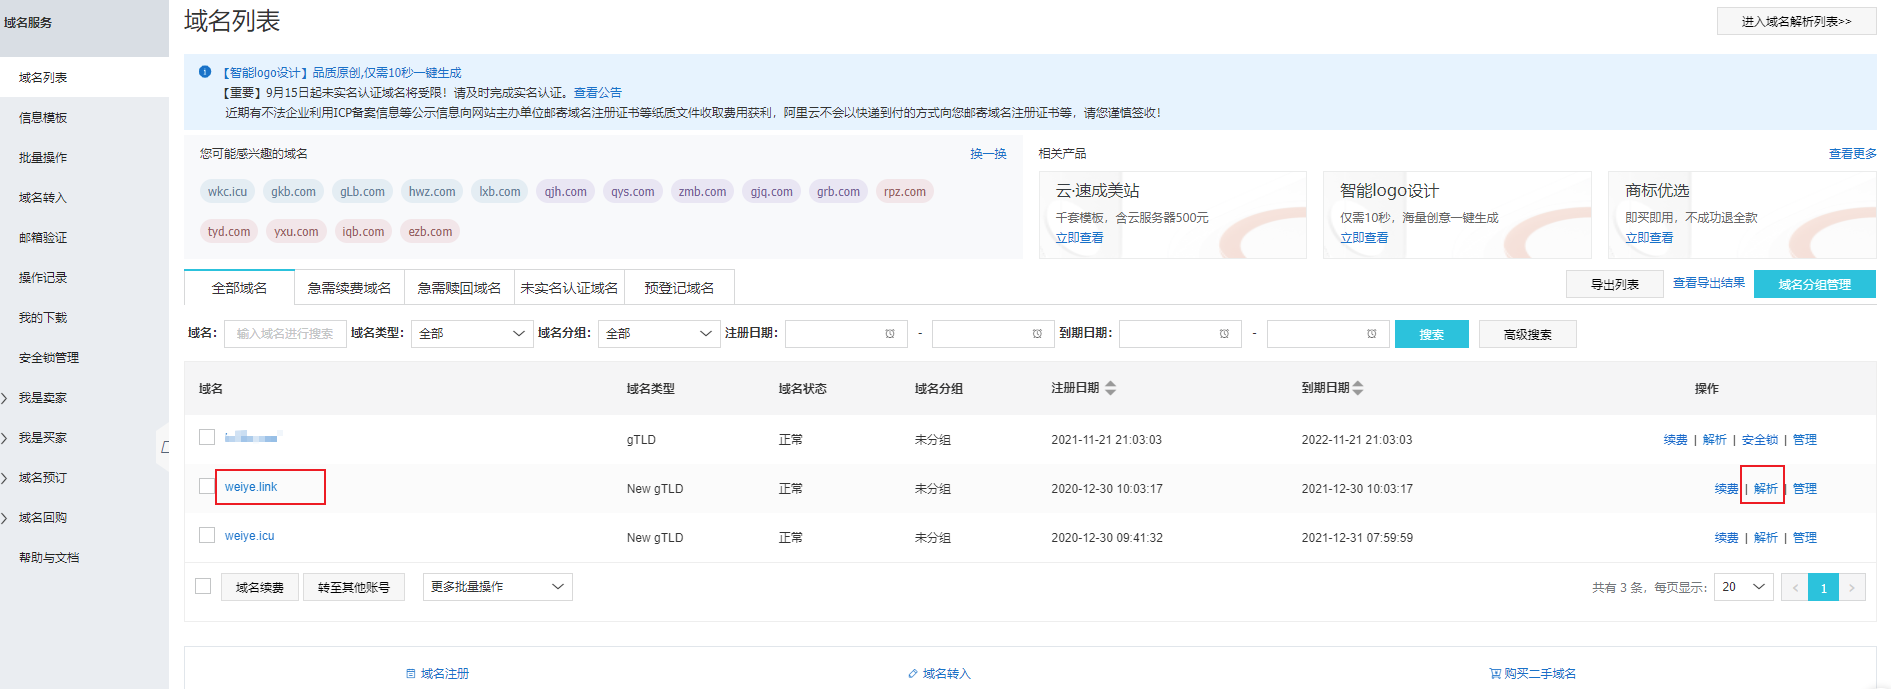 域名服务
域名列表
信息模板
批量操作
域名转入
邮箱验证
操作记录
我的下载
安全锁管理
我是卖家
我是买家
域名预订
域名回购
帮助与文档
域名列表
进入域名解析列表>>
【智能logo设计】品质原创,仅需10秒一键生成
【重要】9月15日起未实名认证域名将受限！请及时完成实名认证。查看公告
近期有不法企业利用ICP备案信息等公示信息向网站主办单位邮寄域名注册证书等纸质文件收取费用获利，阿里云不会以快递到付的方式向您邮寄域名注册证书等，请您谨慎签收！
您可能感兴趣的域名 换一换
wkc.icu gkb.com gLb.com hwz.com lxb.com qjh.com qys.com zmb.com gjq.com grb.com rpz.com
tyd.com yxu.com iqb.com ezb.com
相关产品 查看更多
云·速成美站
千套模板，含云服务器500元
立即查看
智能logo设计
仅需10秒，海量创意一键生成
立即查看
商标优选
即买即用，不成功退全款
立即查看
全部域名 急需续费域名 急需赎回域名 未实名认证域名 预登记域名
导出列表 查看导出结果 域名分组管理
域名： 输入域名进行搜索 域名类型： 全部 域名分组： 全部 注册日期： - 到期日期： - 搜索 高级搜索
域名 域名类型 域名状态 域名分组 注册日期 到期日期 操作
gTLD 正常 未分组 2021-11-21 21:03:03 2022-11-21 21:03:03 续费 | 解析 | 安全锁 | 管理
weiye.link New gTLD 正常 未分组 2020-12-30 10:03:17 2021-12-30 10:03:17 续费 | 解析 | 管理
weiye.icu New gTLD 正常 未分组 2020-12-30 09:41:32 2021-12-31 07:59:59 续费 | 解析 | 管理
域名续费 转至其他账号 更多批量操作 共有 3 条，每页显示： 20 < 1 >
域名注册 域名转入 购买二手域名